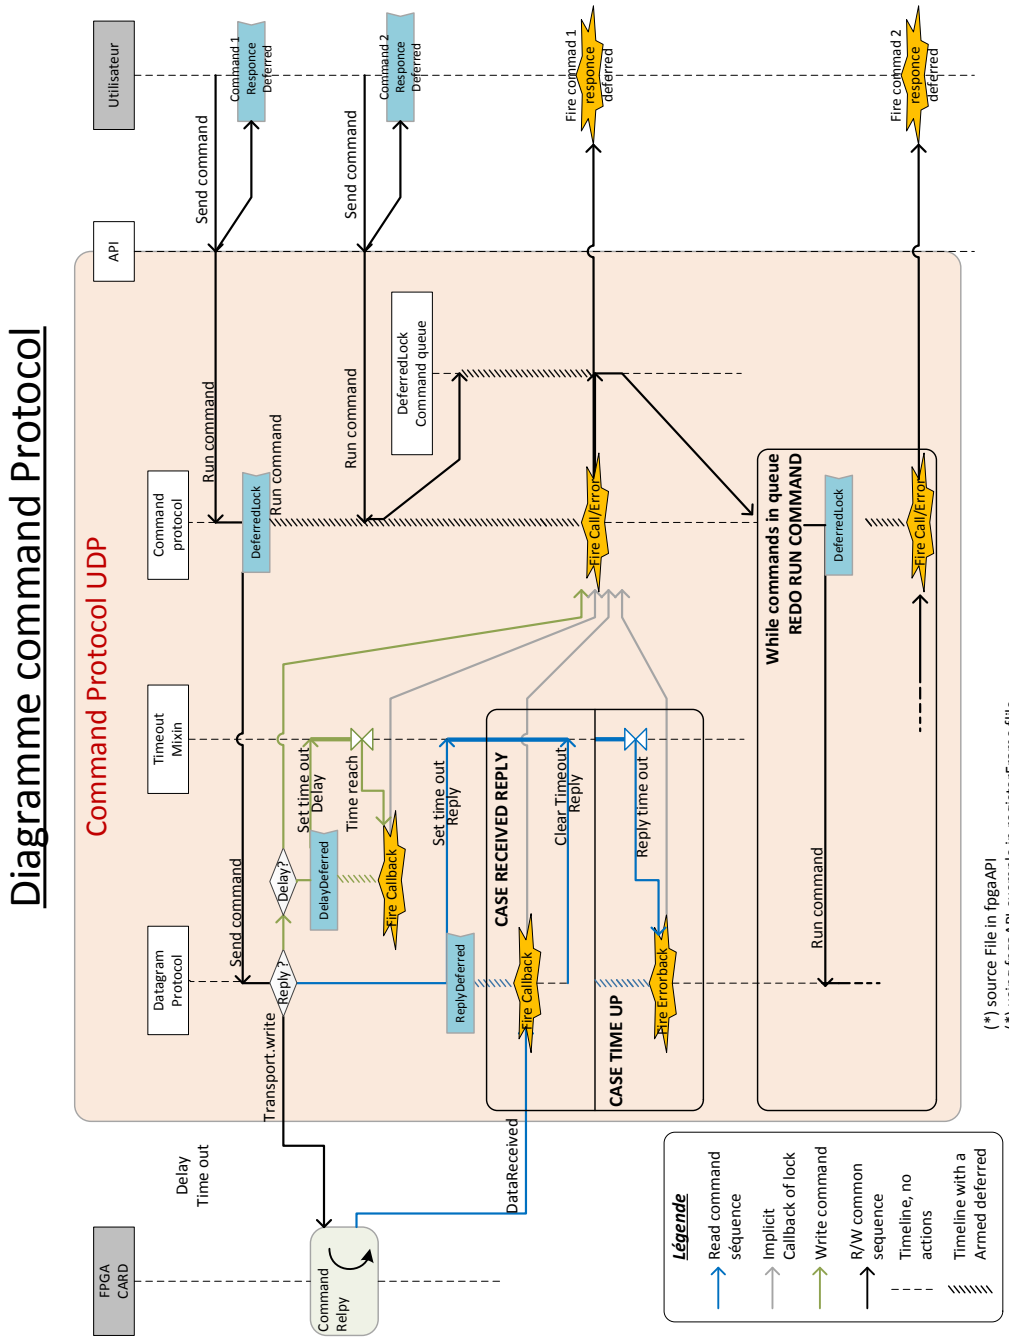 Diagramme command Protocol
FPGA
CARD
Datagram
Protocol
Timeout
Mixin
Command
protocol
API
Utilisateur
Command Protocol UDP
Delay
Time out
Transport.write
Send command
Run command
Send command
Command 1
Responce
Deferred
DeferredLock
Run command
Reply ?
Delay?
Set time out
Delay
DelayDeferred
Time reach
Fire Callback
Run command
Send command
Command 2
Responce
Deferred
DeferredLock
Command queue
Command
Relpy
Set time out
Reply
ReplyDeferred
CASE RECEIVED REPLY
DataReceived
Fire Callback
Clear Timeout
Reply
Fire Call/Error
Fire commad 1
responce
deferred
CASE TIME UP
Reply time out
Fire Errorback
While commands in queue
REDO RUN COMMAND
Run command
DeferredLock
Fire Call/Error
Fire commad 2
responce
deferred
Légende
Read command
séquence
Implicit
Callback of lock
Write command
R/W common
sequence
Timeline, no
actions
Timeline with a
Armed deferred
(*) source File in fpgaAPI